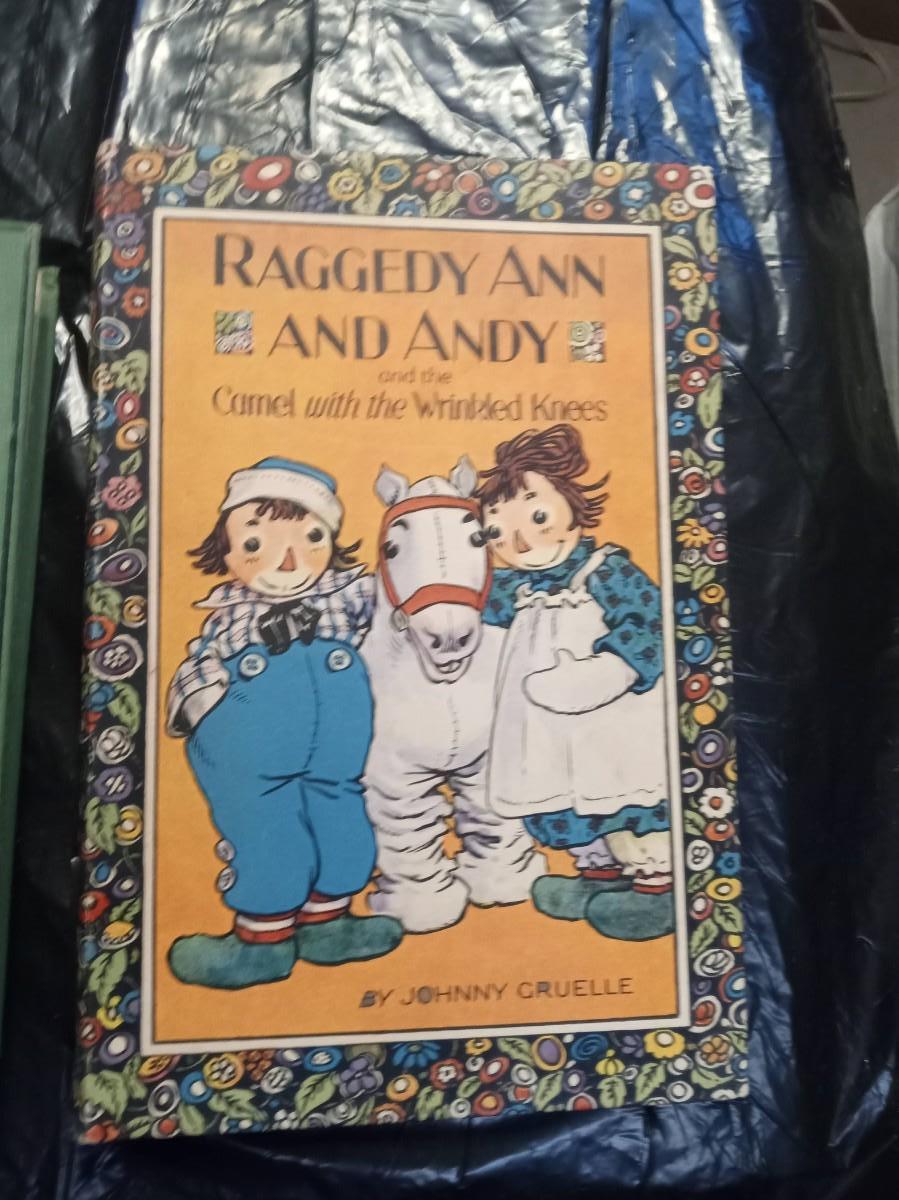 RAGGEDY ANN
AND ANDY
and the
Camel with the Wrinkled Knees
BY JOHNNY GRUELLE